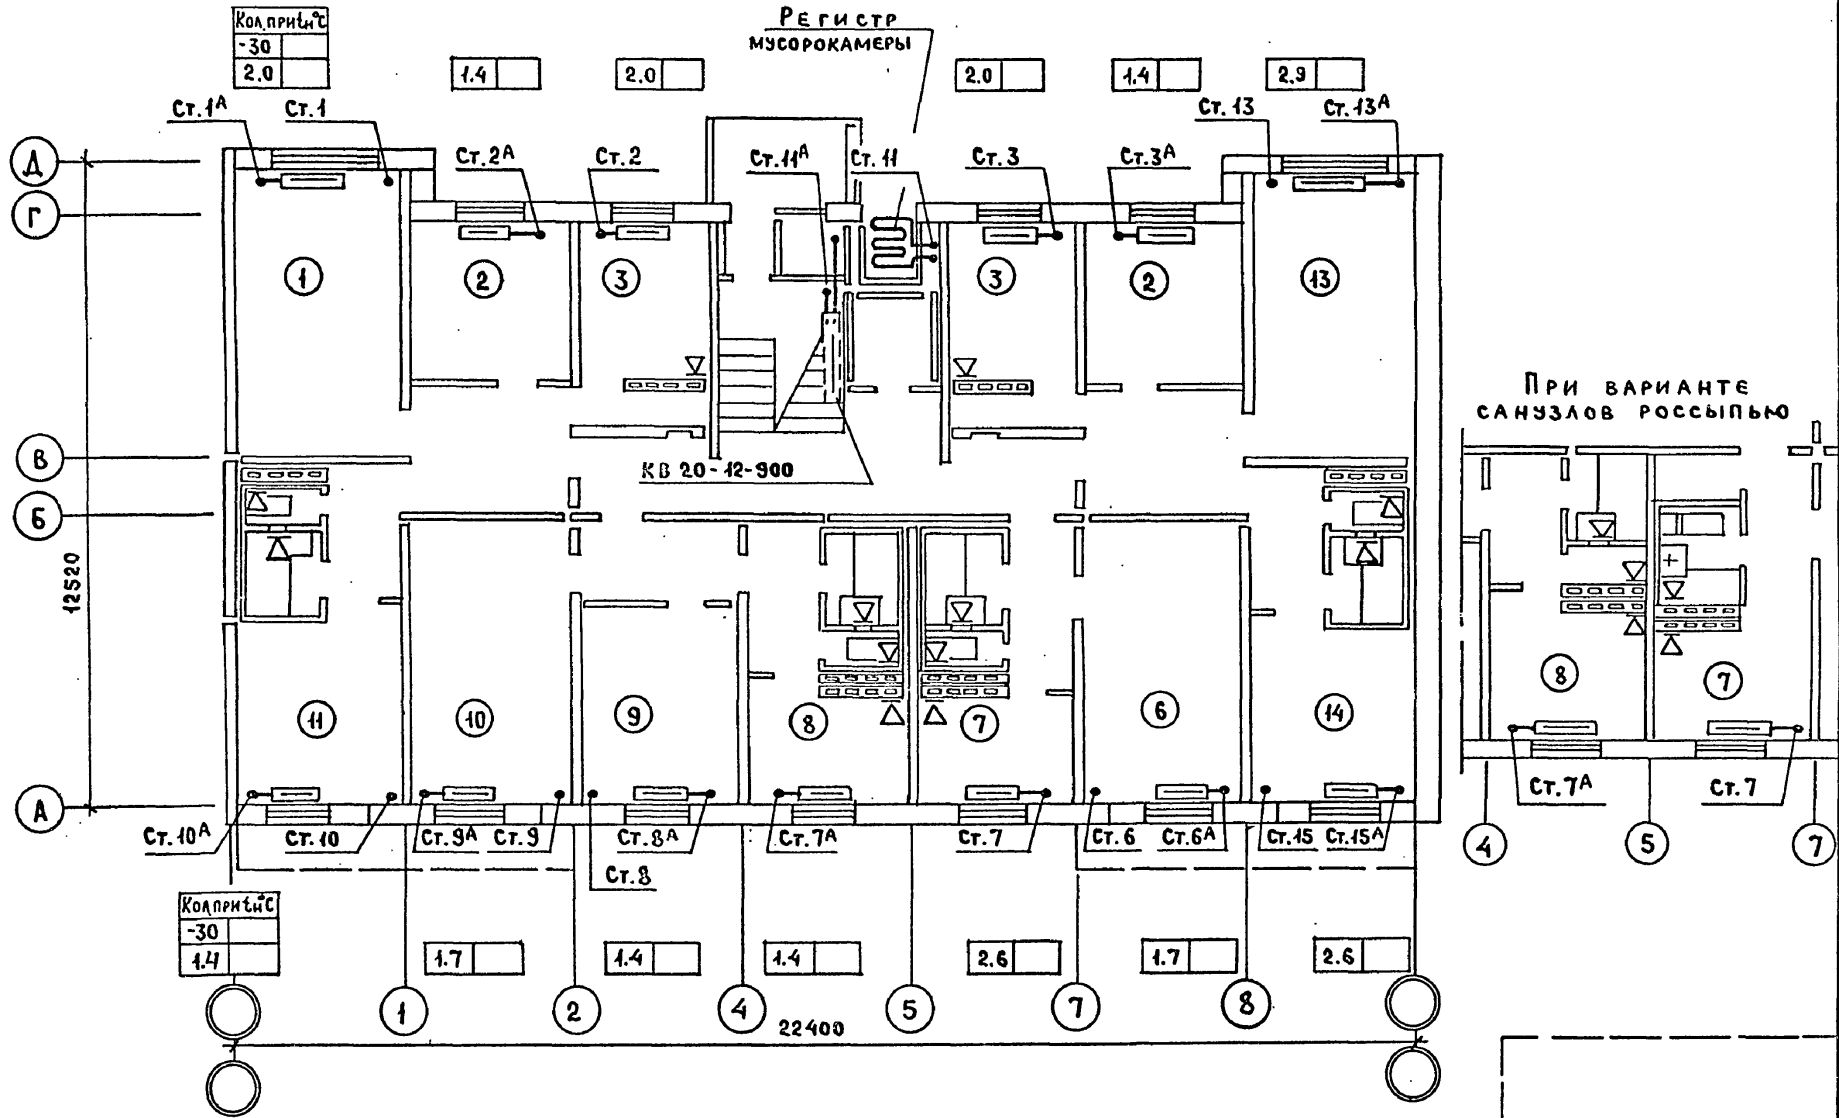 Кол.при tн°С
-30
2.0
1.4
2.0
Регистр
мусорокамеры
2.0
1.4
2.9
Ст.1А
Ст.1
Ст.2А
Ст.2
Ст.11А
Ст.11
Ст.3
Ст.3А
Ст.13
Ст.13А
Д
Г
1
2
3
3
2
13
При варианте
санузлов россыпью
В
КВ 20-12-900
Б
12520
11
10
9
8
7
6
14
8
7
А
Ст.10А
Ст.10
Ст.9А
Ст.9
Ст.8А
Ст.8
Ст.7А
Ст.7
Ст.6
Ст.6А
Ст.15
Ст.15А
Ст.7А
Ст.7
4
5
7
Кол.при tн°С
-30
1.4
1.7
1.4
1.4
2.6
1.7
2.6
1
2
4
5
7
8
22400